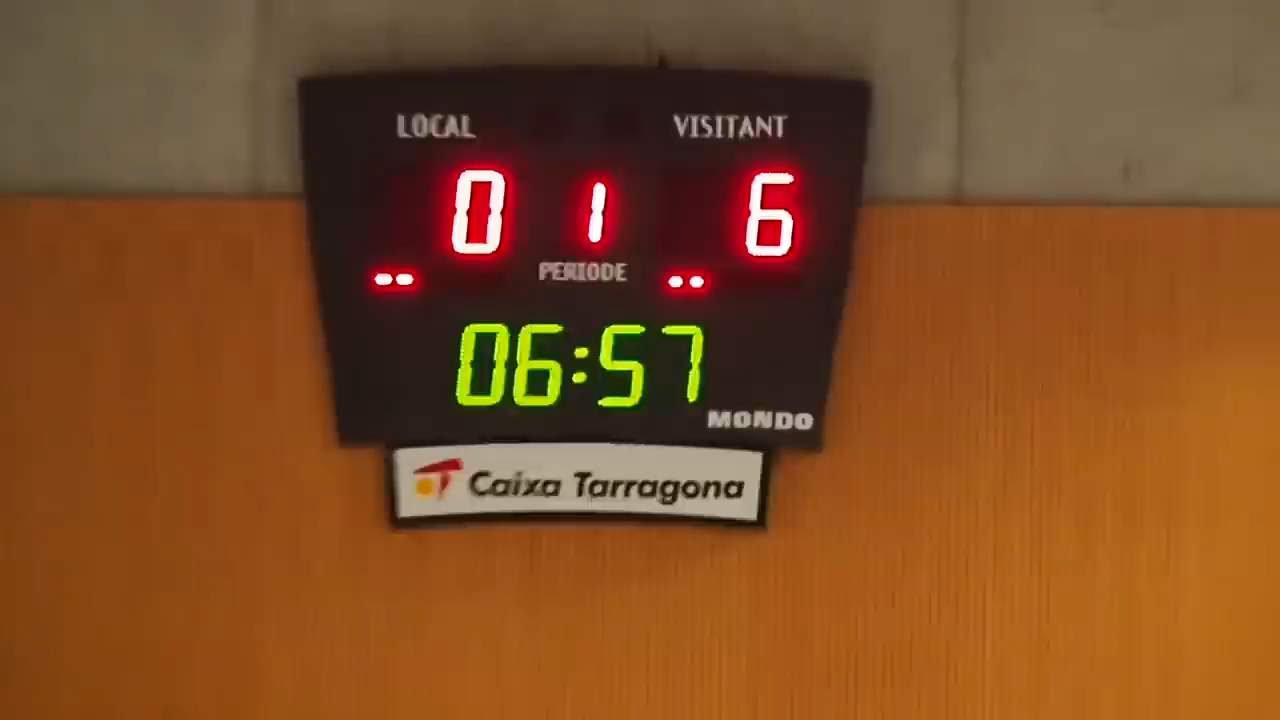 LOCAL VISITANT
0 1 6
PERIODE
06:57
MONDO
Caixa Tarragona